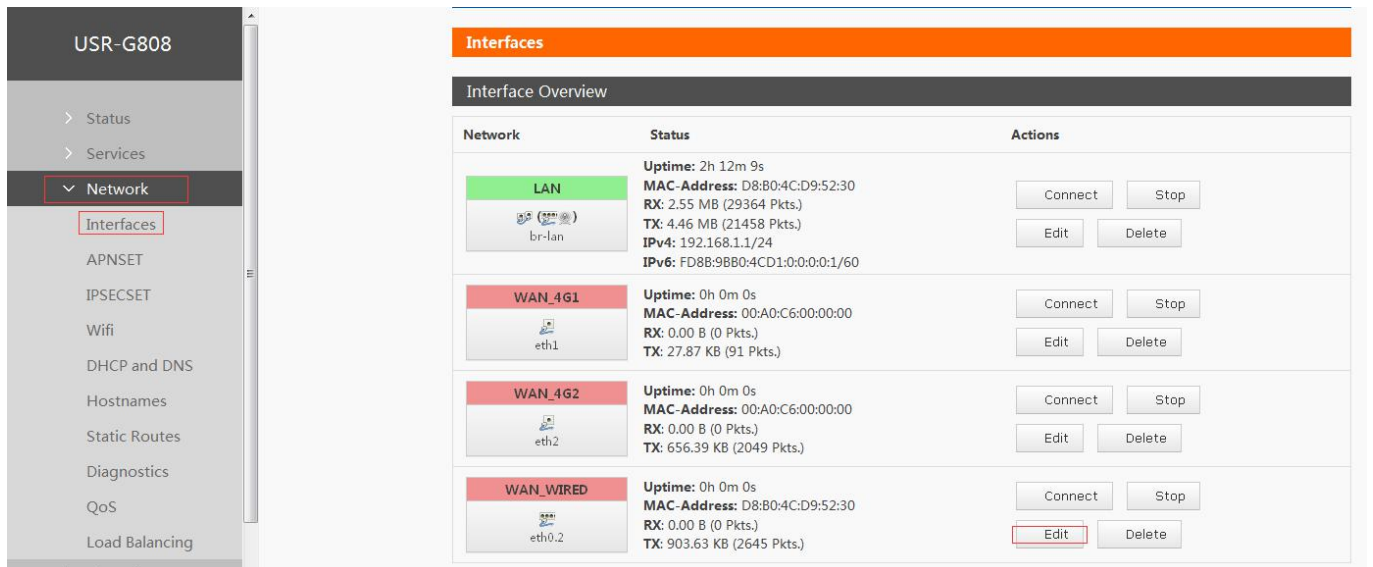 USR-G808
Status
Services
Network
Interfaces
APNSET
IPSECSET
Wifi
DHCP and DNS
Hostnames
Static Routes
Diagnostics
QoS
Load Balancing
Interfaces
Interface Overview
Network Status Actions
LAN
br-lan
Uptime: 2h 12m 9s
MAC-Address: D8:B0:4C:D9:52:30
RX: 2.55 MB (29364 Pkts.)
TX: 4.46 MB (21458 Pkts.)
IPv4: 192.168.1.1/24
IPv6: FD8B:9BB0:4CD1:0:0:0:0:1/60
Connect Stop
Edit Delete
WAN_4G1
eth1
Uptime: 0h 0m 0s
MAC-Address: 00:A0:C6:00:00:00
RX: 0.00 B (0 Pkts.)
TX: 27.87 KB (91 Pkts.)
Connect Stop
Edit Delete
WAN_4G2
eth2
Uptime: 0h 0m 0s
MAC-Address: 00:A0:C6:00:00:00
RX: 0.00 B (0 Pkts.)
TX: 656.39 KB (2049 Pkts.)
Connect Stop
Edit Delete
WAN_WIRED
eth0.2
Uptime: 0h 0m 0s
MAC-Address: D8:B0:4C:D9:52:30
RX: 0.00 B (0 Pkts.)
TX: 903.63 KB (2645 Pkts.)
Connect Stop
Edit Delete